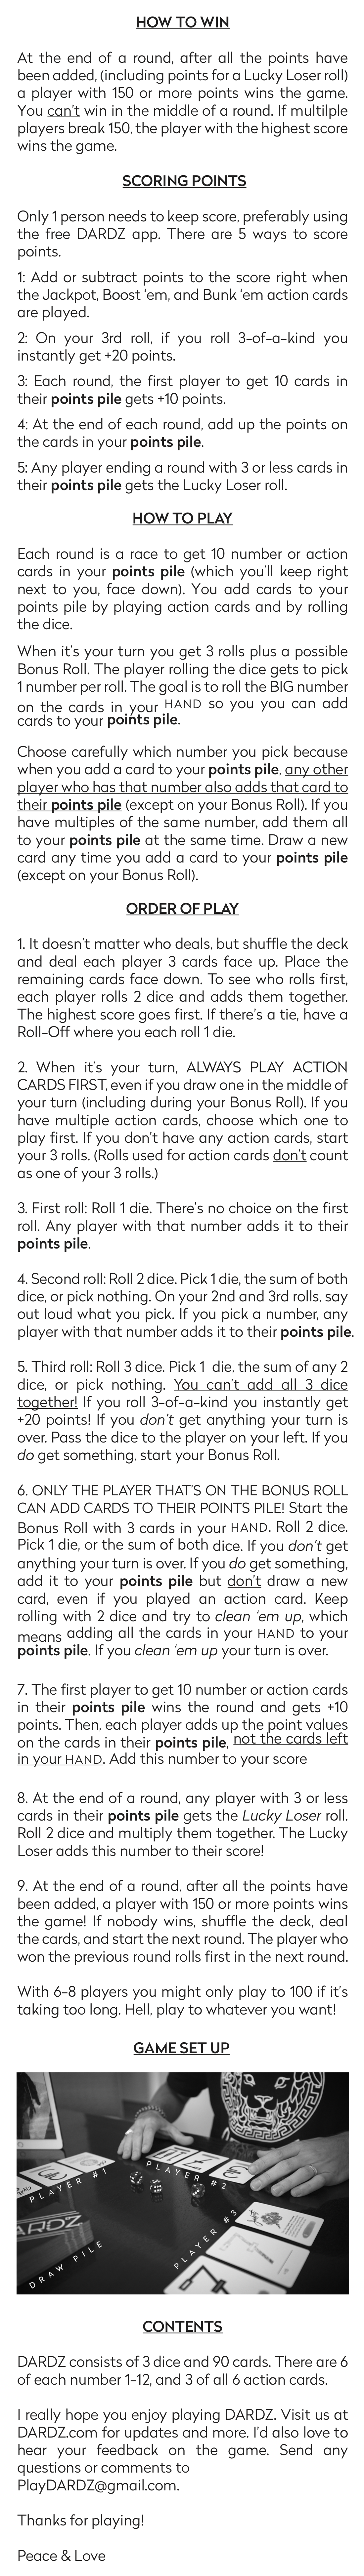 HOW TO WIN
At the end of a round, after all the points have
been added, (including points for a Lucky Loser roll)
a player with 150 or more points wins the game.
You can't win in the middle of a round. If mutilple
players break 150, the player with the highest score
wins the game.
SCORING POINTS
Only 1 person needs to keep score, preferably using
the free DARDZ app. There are 5 ways to score
points.
1: Add or subtract points to the score right when
the Jackpot, Boost 'em, and Bunk 'em action cards
are played.
2: On your 3rd roll, if you roll 3-of-a-kind you
instantly get +20 points.
3: Each round, the first player to get 10 cards in
their points pile gets +10 points.
4: At the end of each round, add up the points on
the cards in your points pile.
5: Any player ending a round with 3 or less cards in
their points pile gets the Lucky Loser roll.
HOW TO PLAY
Each round is a race to get 10 number or action
cards in your points pile (which you'll keep right
next to you, face down). You add cards to your
points pile by playing action cards and by rolling
the dice.
When it's your turn you get 3 rolls plus a possible
Bonus Roll. The player rolling the dice gets to pick
1 number per roll. The goal is to roll the BIG number
on the cards in your HAND so you you can add
cards to your points pile.
Choose carefully which number you pick because
when you add a card to your points pile, any other
player who has that number also adds that card to
their points pile (except on your Bonus Roll). If you
have multiples of the same number, add them all
to your points pile at the same time. Draw a new
card any time you add a card to your points pile
(except on your Bonus Roll).
ORDER OF PLAY
1. It doesn't matter who deals, but shuffle the deck
and deal each player 3 cards face up. Place the
remaining cards face down. To see who rolls first,
each player rolls 2 dice and adds them together.
The highest score goes first. If there's a tie, have a
Roll-Off where you each roll 1 die.
2. When it's your turn, ALWAYS PLAY ACTION
CARDS FIRST, even if you draw one in the middle of
your turn (including during your Bonus Roll). If you
have multiple action cards, choose which one to
play first. If you don't have any action cards, start
your 3 rolls. (Rolls used for action cards don't count
as one of your 3 rolls.)
3. First roll: Roll 1 die. There's no choice on the first
roll. Any player with that number adds it to their
points pile.
4. Second roll: Roll 2 dice. Pick 1 die, the sum of both
dice, or pick nothing. On your 2nd and 3rd rolls, say
out loud what you pick. If you pick a number, any
player with that number adds it to their points pile.
5. Third roll: Roll 3 dice. Pick 1 die, the sum of any 2
dice, or pick nothing. You can't add all 3 dice
together! If you roll 3-of-a-kind you instantly get
+20 points! If you don't get anything your turn is
over. Pass the dice to the player on your left. If you
do get something, start your Bonus Roll.
6. ONLY THE PLAYER THAT'S ON THE BONUS ROLL
CAN ADD CARDS TO THEIR POINTS PILE! Start the
Bonus Roll with 3 cards in your HAND. Roll 2 dice.
Pick 1 die, or the sum of both dice. If you don't get
anything your turn is over. If you do get something,
add it to your points pile but don't draw a new
card, even if you played an action card. Keep
rolling with 2 dice and try to clean 'em up, which
means adding all the cards in your HAND to your
points pile. If you clean 'em up your turn is over.
7. The first player to get 10 number or action cards
in their points pile wins the round and gets +10
points. Then, each player adds up the point values
on the cards in their points pile, not the cards left
in your HAND. Add this number to your score
8. At the end of a round, any player with 3 or less
cards in their points pile gets the Lucky Loser roll.
Roll 2 dice and multiply them together. The Lucky
Loser adds this number to their score!
9. At the end of a round, after all the points have
been added, a player with 150 or more points wins
the game! If nobody wins, shuffle the deck, deal
the cards, and start the next round. The player who
won the previous round rolls first in the next round.
With 6-8 players you might only play to 100 if it's
taking too long. Hell, play to whatever you want!
GAME SET UP
PLAYER #1
PLAYER #2
PLAYER #3
DARDZ
DRAW PILE
CONTENTS
DARDZ consists of 3 dice and 90 cards. There are 6
of each number 1-12, and 3 of all 6 action cards.
I really hope you enjoy playing DARDZ. Visit us at
DARDZ.com for updates and more. I'd also love to
hear your feedback on the game. Send any
questions or comments to
PlayDARDZ@gmail.com.
Thanks for playing!
Peace & Love